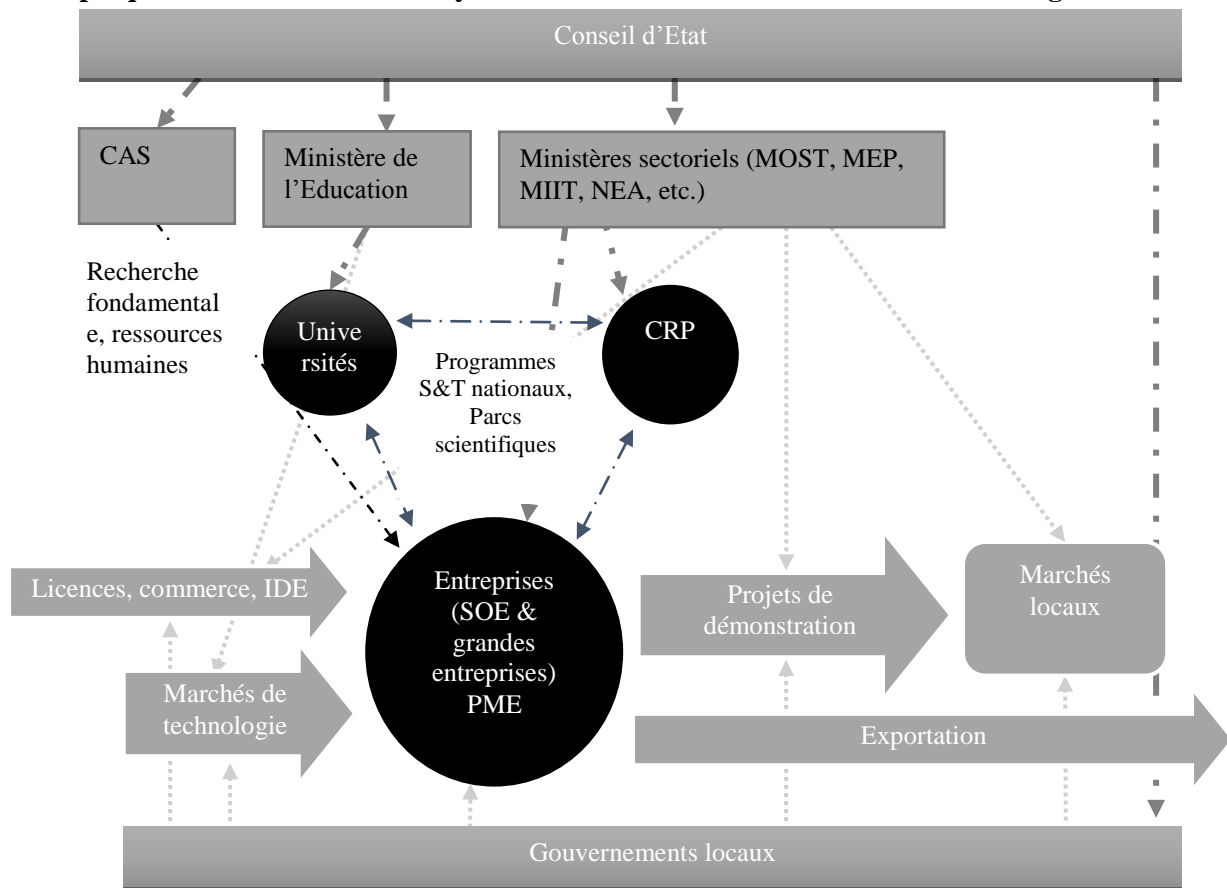 Conseil d'Etat
CAS
Ministère de
l'Education
Ministères sectoriels (MOST, MEP,
MIIT, NEA, etc.)
Recherche
fondamental
e, ressources
humaines
Unive
rsités
CRP
Programmes
S&T nationaux,
Parcs
scientifiques
Licences, commerce, IDE
Entreprises
(SOE &
grandes
entreprises)
PME
Projets de
démonstration
Marchés
locaux
Marchés de
technologie
Exportation
Gouvernements locaux